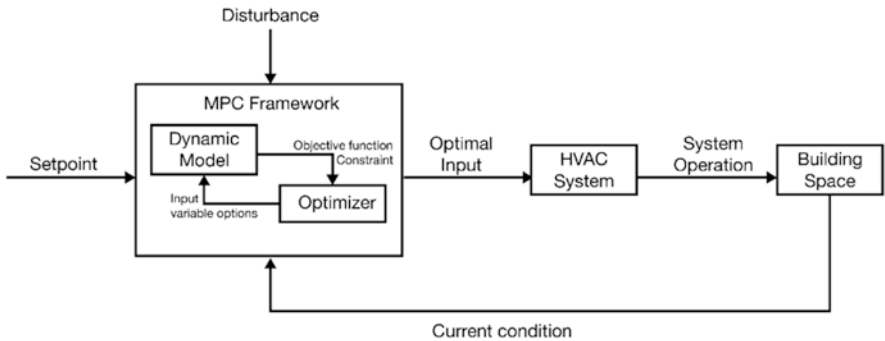 Disturbance
MPC Framework
Dynamic
Model
Objective function
Constraint
Input
variable options
Optimizer
Setpoint
Optimal
Input
HVAC
System
System
Operation
Building
Space
Current condition